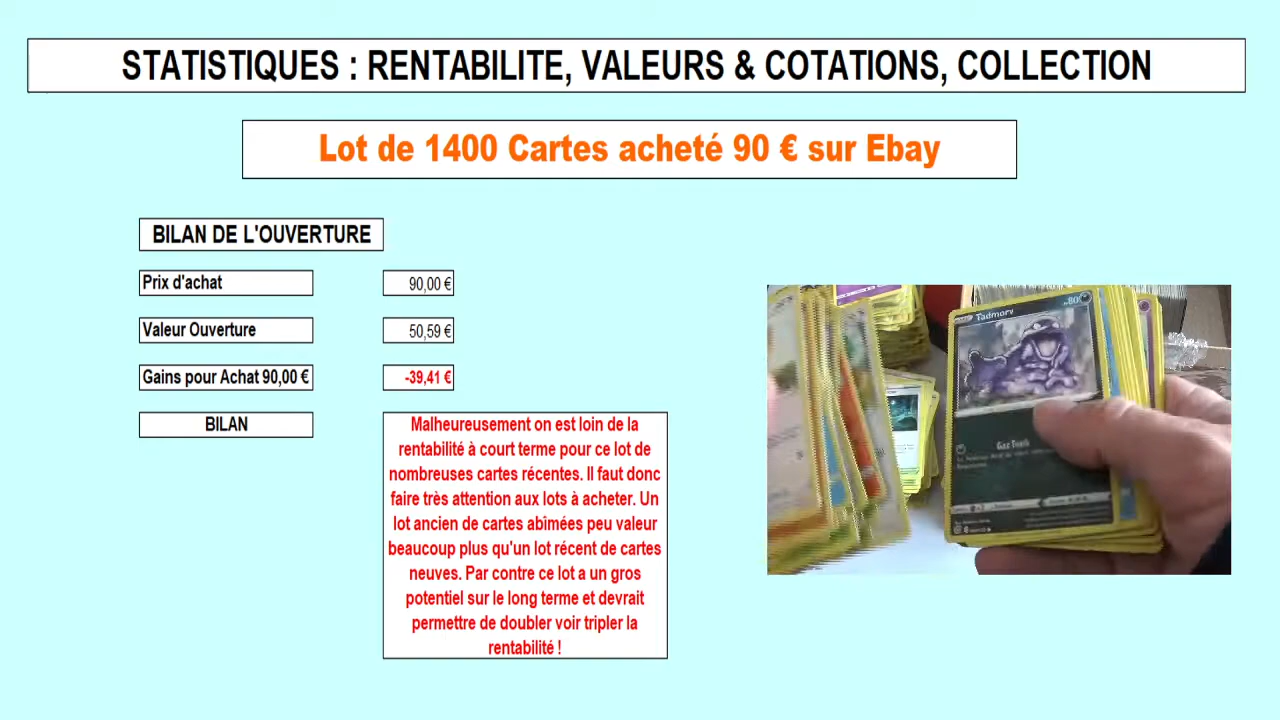 STATISTIQUES : RENTABILITE, VALEURS & COTATIONS, COLLECTION
Lot de 1400 Cartes acheté 90 € sur Ebay
BILAN DE L'OUVERTURE
Prix d'achat 90,00 €
Valeur Ouverture 50,59 €
Gains pour Achat 90,00 € -39,41 €
BILAN
Malheureusement on est loin de la
rentabilité à court terme pour ce lot de
nombreuses cartes récentes. Il faut donc
faire très attention aux lots à acheter. Un
lot ancien de cartes abimées peu valeur
beaucoup plus qu'un lot récent de cartes
neuves. Par contre ce lot a un gros
potentiel sur le long terme et devrait
permettre de doubler voir tripler la
rentabilité !
Tadmorv 80